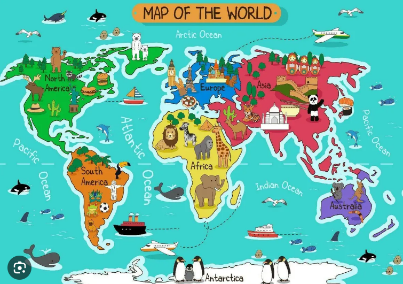 MAP OF THE WORLD
Arctic Ocean
North
America
Europe
Asia
Atlantic Ocean
Pacific Ocean
Pacific Ocean
Africa
South
America
Indian Ocean
Australia
Antarctica